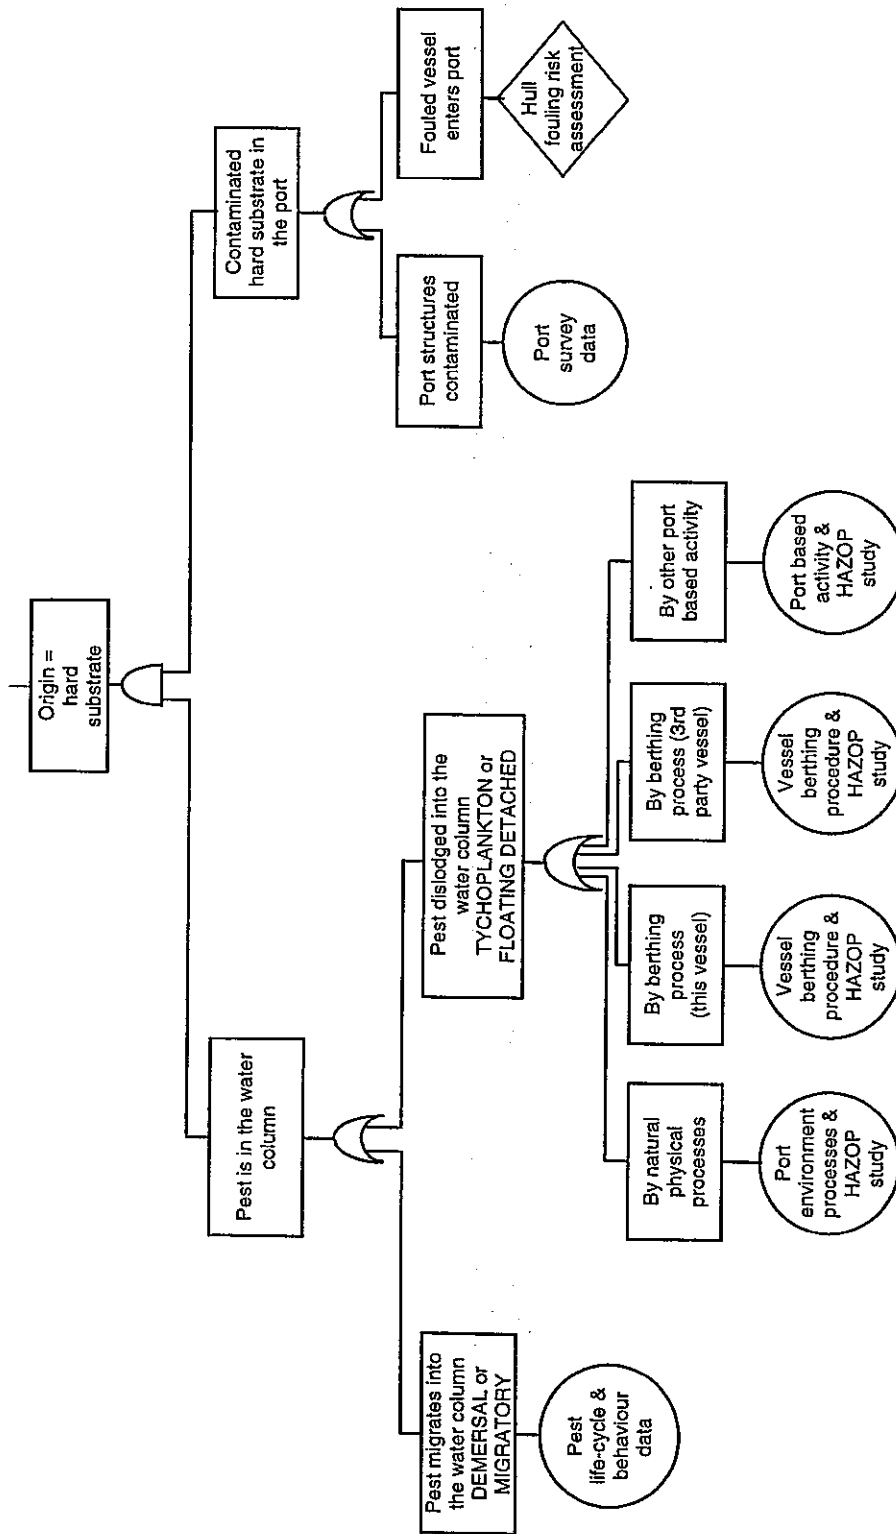 Origin =
hard
substrate
Pest is in the water
column
Contaminated
hard substrate in
the port
Pest migrates into
the water column
DEMERSAL or
MIGRATORY
Pest dislodged into the
water column
TYCHOPLANKTON or
FLOATING DETACHED
Port structures
contaminated
Fouled vessel
enters port
Pest
life-cycle &
behaviour
data
Port
survey
data
Hull
fouling risk
assessment
By natural
physical
processes
By berthing
process
(this vessel)
By berthing
process (3rd
party vessel)
By other port
based activity
Port
environment
processes &
HAZOP
study
Vessel
berthing
procedure &
HAZOP
study
Vessel
berthing
procedure &
HAZOP
study
Port based
activity &
HAZOP
study